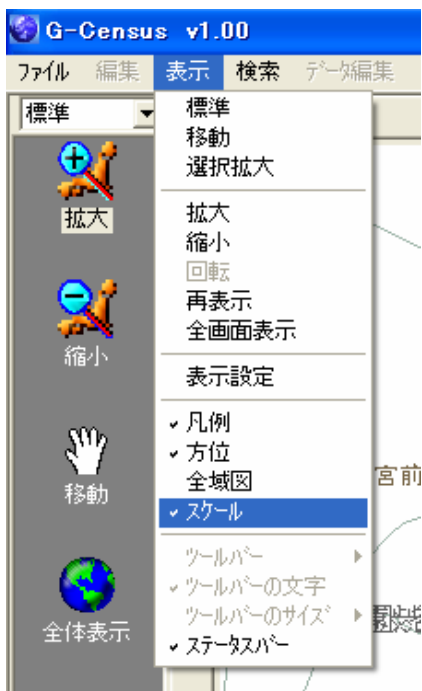 G-Census v1.00
ファイル 編集 表示 検索 データ編集
標準
拡大
縮小
移動
全体表示
標準
移動
選択拡大
拡大
縮小
回転
再表示
全画面表示
表示設定
凡例
方位
全域図
スケール
ツールバー
ツールバーの文字
ツールバーのサイズ
ステータスバー
宮前